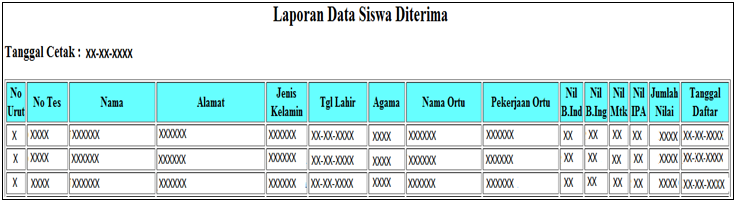 Laporan Data Siswa Diterima
Tanggal Cetak : XX-XX-XXXX
No Urut No Tes Nama Alamat Jenis Kelamin Tgl Lahir Agama Nama Ortu Pekerjaan Ortu Nil B.Ind Nil B.Ing Nil Mtk Nil IPA Jumlah Nilai Tanggal Daftar
X XXXX XXXXXX XXXXXX XXXXXX XX-XX-XXXX XXXX XXXXXX XXXXXX XX XX XX XX XXXX XX-XX-XXXX
X XXXX XXXXXX XXXXXX XXXXXX XX-XX-XXXX XXXX XXXXXX XXXXXX XX XX XX XX XXXX XX-XX-XXXX
X XXXX XXXXXX XXXXXX XXXXXX XX-XX-XXXX XXXX XXXXXX XXXXXX XX XX XX XX XXXX XX-XX-XXXX